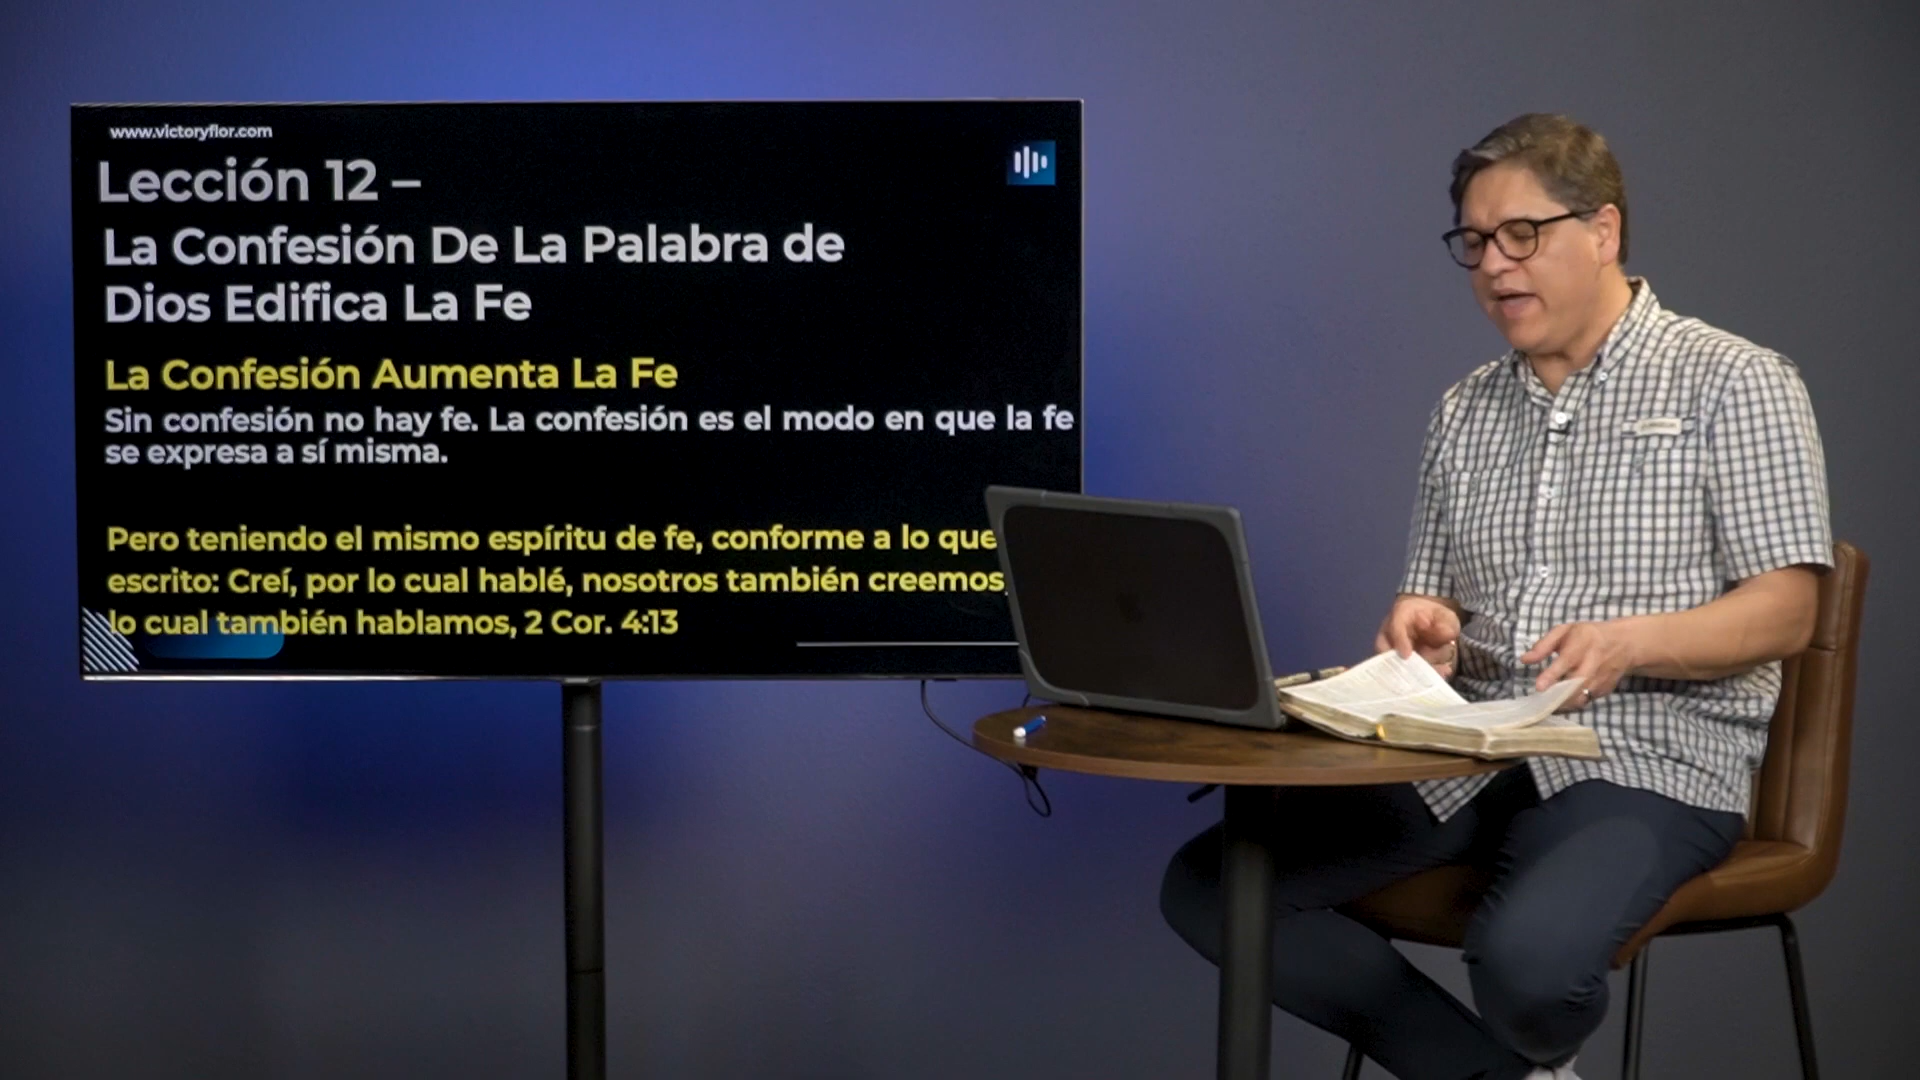 www.victoryflor.com
Lección 12 –
La Confesión De La Palabra de
Dios Edifica La Fe
La Confesión Aumenta La Fe
Sin confesión no hay fe. La confesión es el modo en que la fe
se expresa a sí misma.
Pero teniendo el mismo espíritu de fe, conforme a lo que
escrito: Creí, por lo cual hablé, nosotros también creemos,
lo cual también hablamos, 2 Cor. 4:13